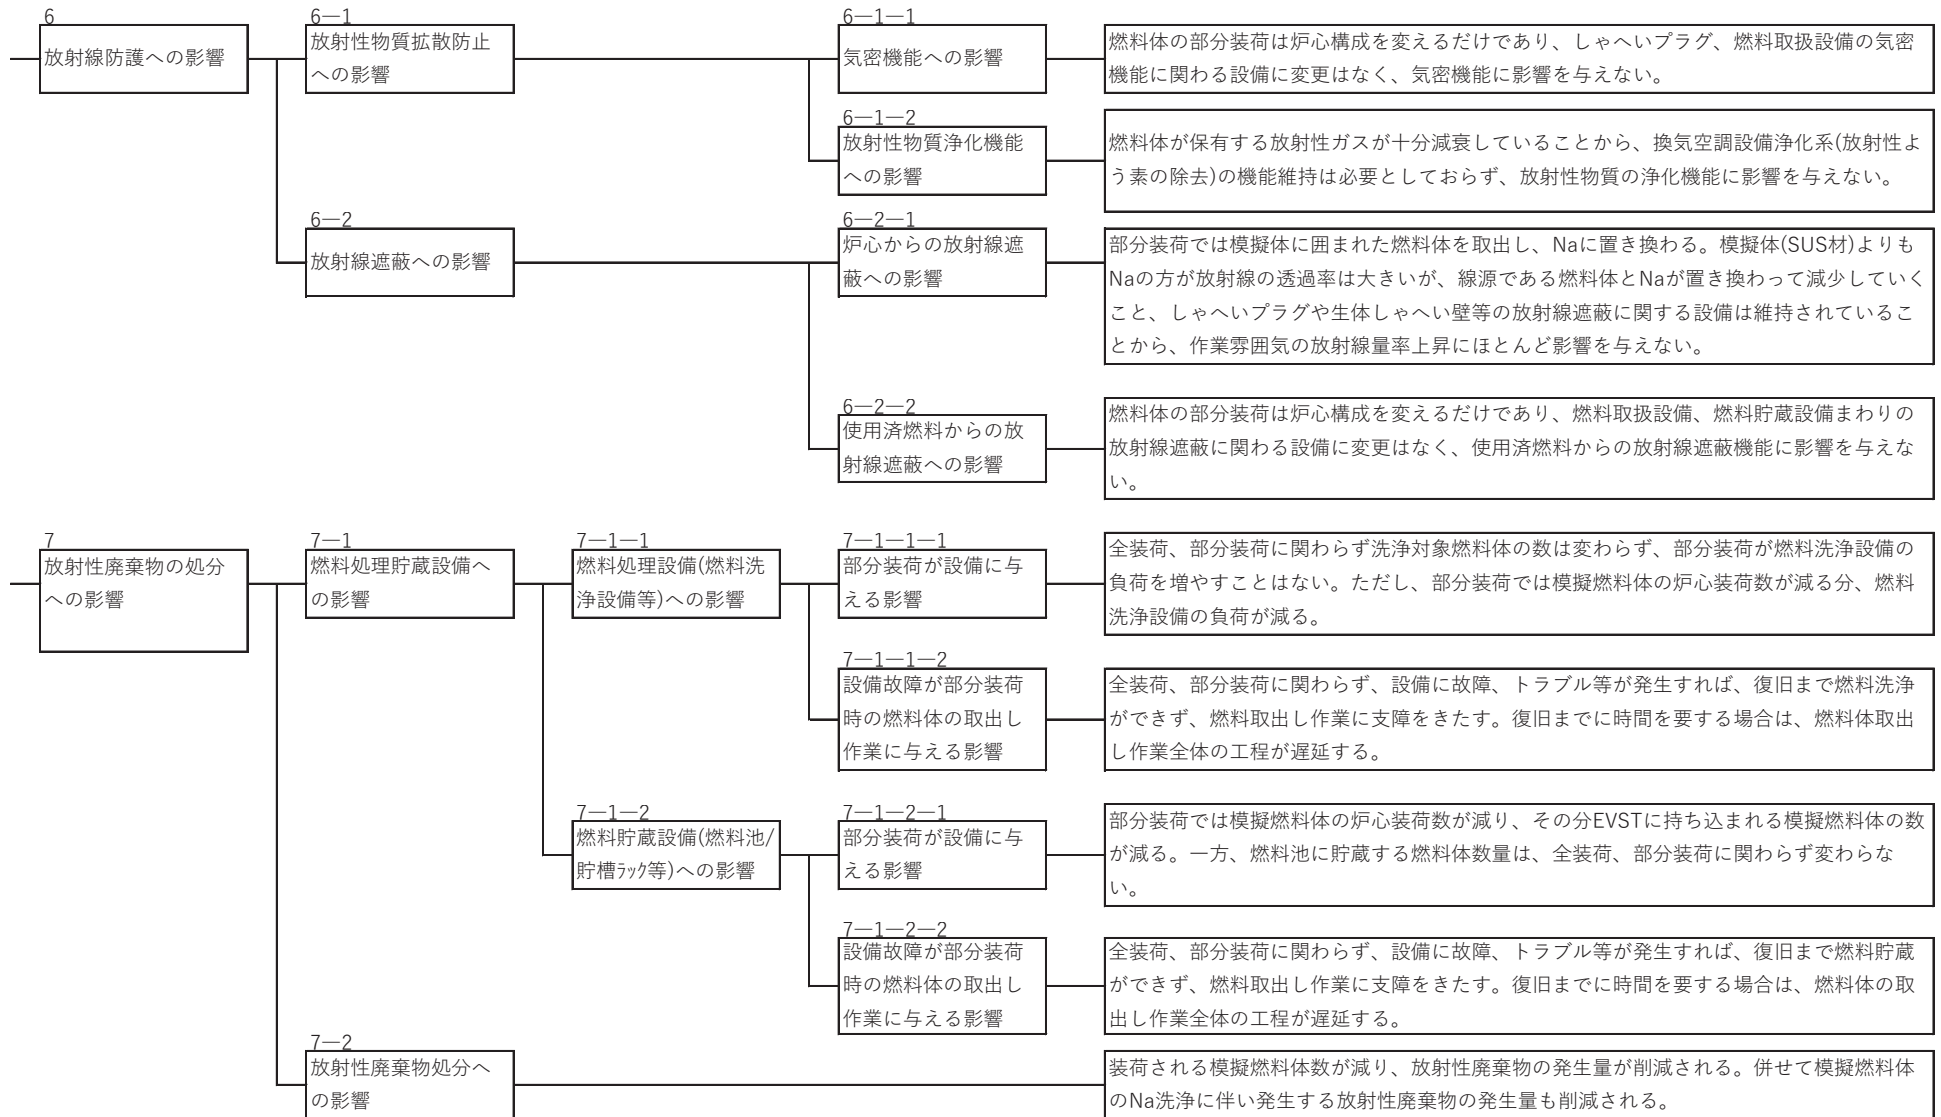 6
放射線防護への影響
6―1
放射性物質拡散防止
への影響
6―1―1
気密機能への影響
燃料体の部分装荷は炉心構成を変えるだけであり、しゃへいプラグ、燃料取扱設備の気密
機能に関わる設備に変更はなく、気密機能に影響を与えない。
6―1―2
放射性物質浄化機能
への影響
燃料体が保有する放射性ガスが十分減衰していることから、換気空調設備浄化系(放射性よ
う素の除去)の機能維持は必要としておらず、放射性物質の浄化機能に影響を与えない。
6―2
放射線遮蔽への影響
6―2―1
炉心からの放射線遮
蔽への影響
部分装荷では模擬体に囲まれた燃料体を取出し、Naに置き換わる。模擬体(SUS材)よりも
Naの方が放射線の透過率は大きいが、線源である燃料体とNaが置き換わって減少していく
こと、しゃへいプラグや生体しゃへい壁等の放射線遮蔽に関する設備は維持されているこ
とから、作業雰囲気の放射線量率上昇にほとんど影響を与えない。
6―2―2
使用済燃料からの放
射線遮蔽への影響
燃料体の部分装荷は炉心構成を変えるだけであり、燃料取扱設備、燃料貯蔵設備まわりの
放射線遮蔽に関わる設備に変更はなく、使用済燃料からの放射線遮蔽機能に影響を与えな
い。
7
放射性廃棄物の処分
への影響
7―1
燃料処理貯蔵設備へ
の影響
7―1―1
燃料処理設備(燃料洗
浄設備等)への影響
7―1―1―1
部分装荷が設備に与
える影響
全装荷、部分装荷に関わらず洗浄対象燃料体の数は変わらず、部分装荷が燃料洗浄設備の
負荷を増やすことはない。ただし、部分装荷では模擬燃料体の炉心装荷数が減る分、燃料
洗浄設備の負荷が減る。
7―1―1―2
設備故障が部分装荷
時の燃料体の取出し
作業に与える影響
全装荷、部分装荷に関わらず、設備に故障、トラブル等が発生すれば、復旧まで燃料洗浄
ができず、燃料取出し作業に支障をきたす。復旧までに時間を要する場合は、燃料体取出
し作業全体の工程が遅延する。
7―1―2
燃料貯蔵設備(燃料池/
貯槽ﾗｯｸ等)への影響
7―1―2―1
部分装荷が設備に与
える影響
部分装荷では模擬燃料体の炉心装荷数が減り、その分EVSTに持ち込まれる模擬燃料体の数
が減る。一方、燃料池に貯蔵する燃料体数量は、全装荷、部分装荷に関わらず変わらな
い。
7―1―2―2
設備故障が部分装荷
時の燃料体の取出し
作業に与える影響
全装荷、部分装荷に関わらず、設備に故障、トラブル等が発生すれば、復旧まで燃料貯蔵
ができず、燃料取出し作業に支障をきたす。復旧までに時間を要する場合は、燃料体の取
出し作業全体の工程が遅延する。
7―2
放射性廃棄物処分へ
の影響
装荷される模擬燃料体数が減り、放射性廃棄物の発生量が削減される。併せて模擬燃料体
のNa洗浄に伴い発生する放射性廃棄物の発生量も削減される。